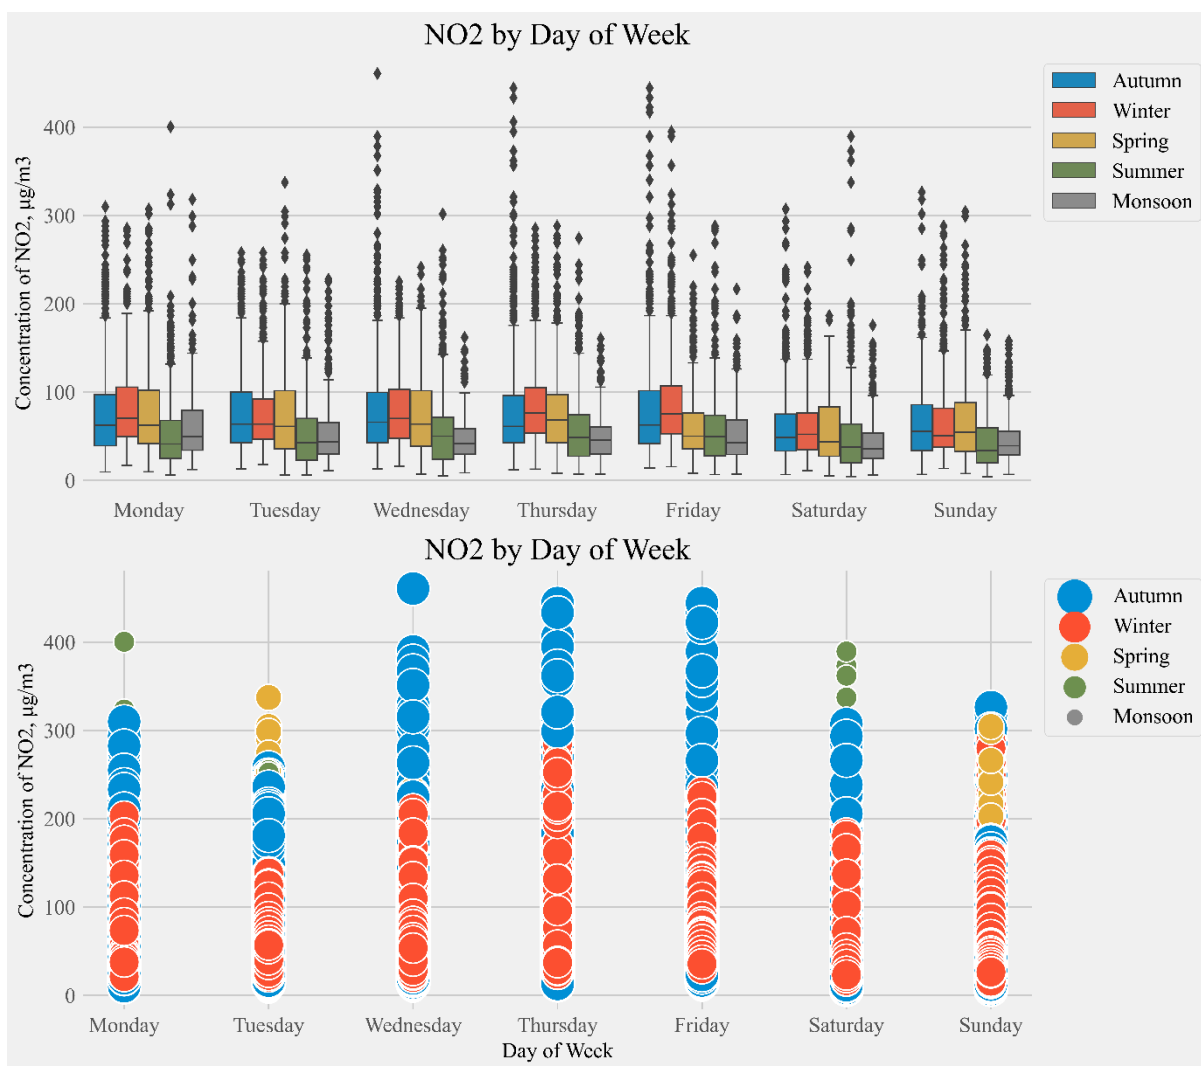 NO2 by Day of Week
Concentration of NO2, µg/m3
400
300
200
100
0
Monday Tuesday Wednesday Thursday Friday Saturday Sunday
Autumn
Winter
Spring
Summer
Monsoon
NO2 by Day of Week
Concentration of NO2, µg/m3
400
300
200
100
0
Monday Tuesday Wednesday Thursday Friday Saturday Sunday
Day of Week
Autumn
Winter
Spring
Summer
Monsoon